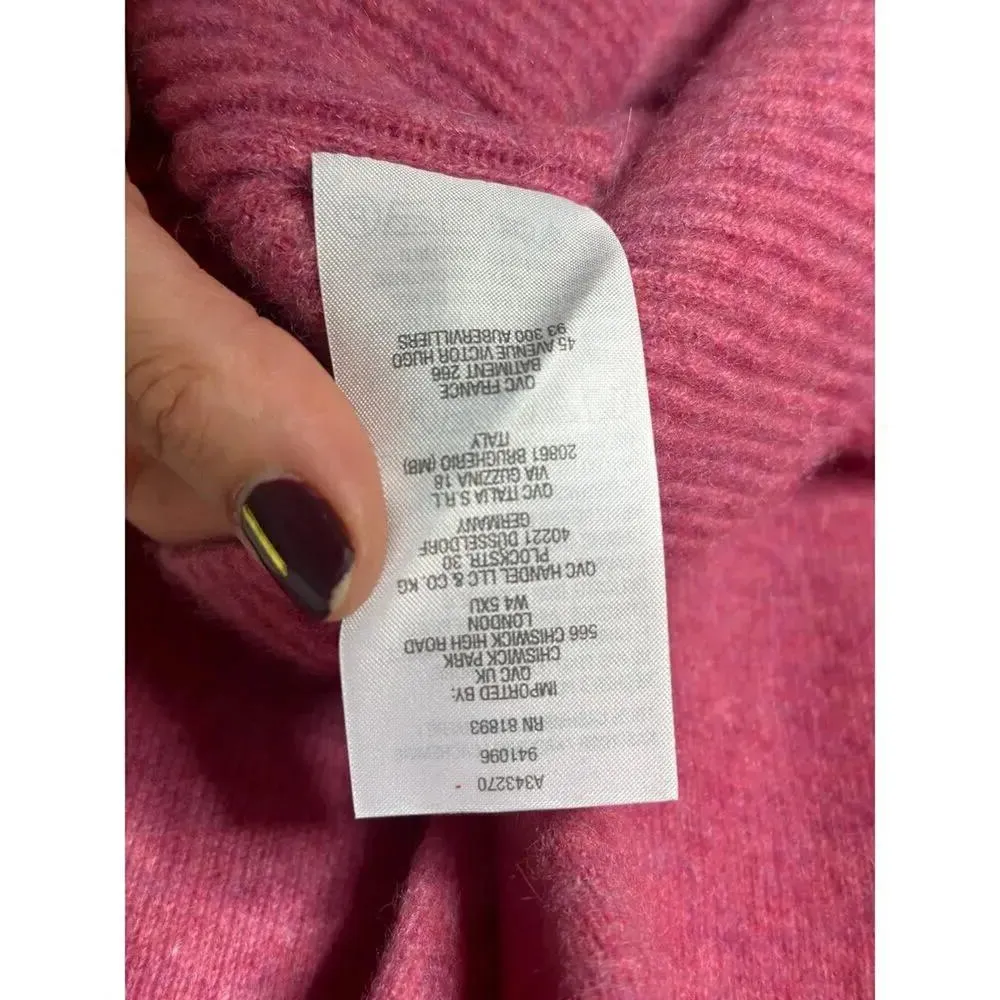 A343270
941096
RN 81893
IMPORTED BY:
QVC UK
CHISWICK PARK
566 CHISWICK HIGH ROAD
LONDON
W4 5XU
QVC HANDEL LLC & CO. KG
PLOCKSTR. 30
40221 DUSSELDORF
GERMANY
QVC ITALIA S.R.L
VIA GUZZINA 18
20861 BRUGHERIO (MB)
ITALY
QVC FRANCE
BATIMENT 266
45 AVENUE VICTOR HUGO
93 300 AUBERVILLIERS